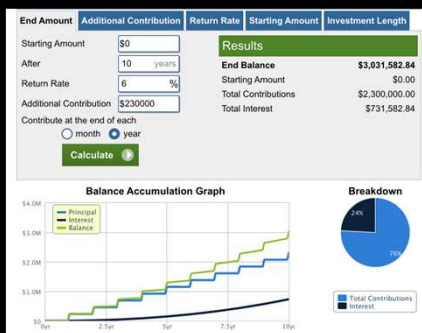 End Amount Additional Contribution Return Rate Starting Amount Investment Length
Starting Amount $0
After 10 years
Return Rate 6 %
Additional Contribution $230000
Contribute at the end of each
month year
Calculate
Results
End Balance $3,031,582.84
Starting Amount $0.00
Total Contributions $2,300,000.00
Total Interest $731,582.84
Balance Accumulation Graph
$4.0M
$3.0M
$2.0M
$1.0M
$0
Principal
Interest
Balance
0yr 2.5yr 5yr 7.5yr 10yr
Breakdown
24%
76%
Total Contributions
Interest